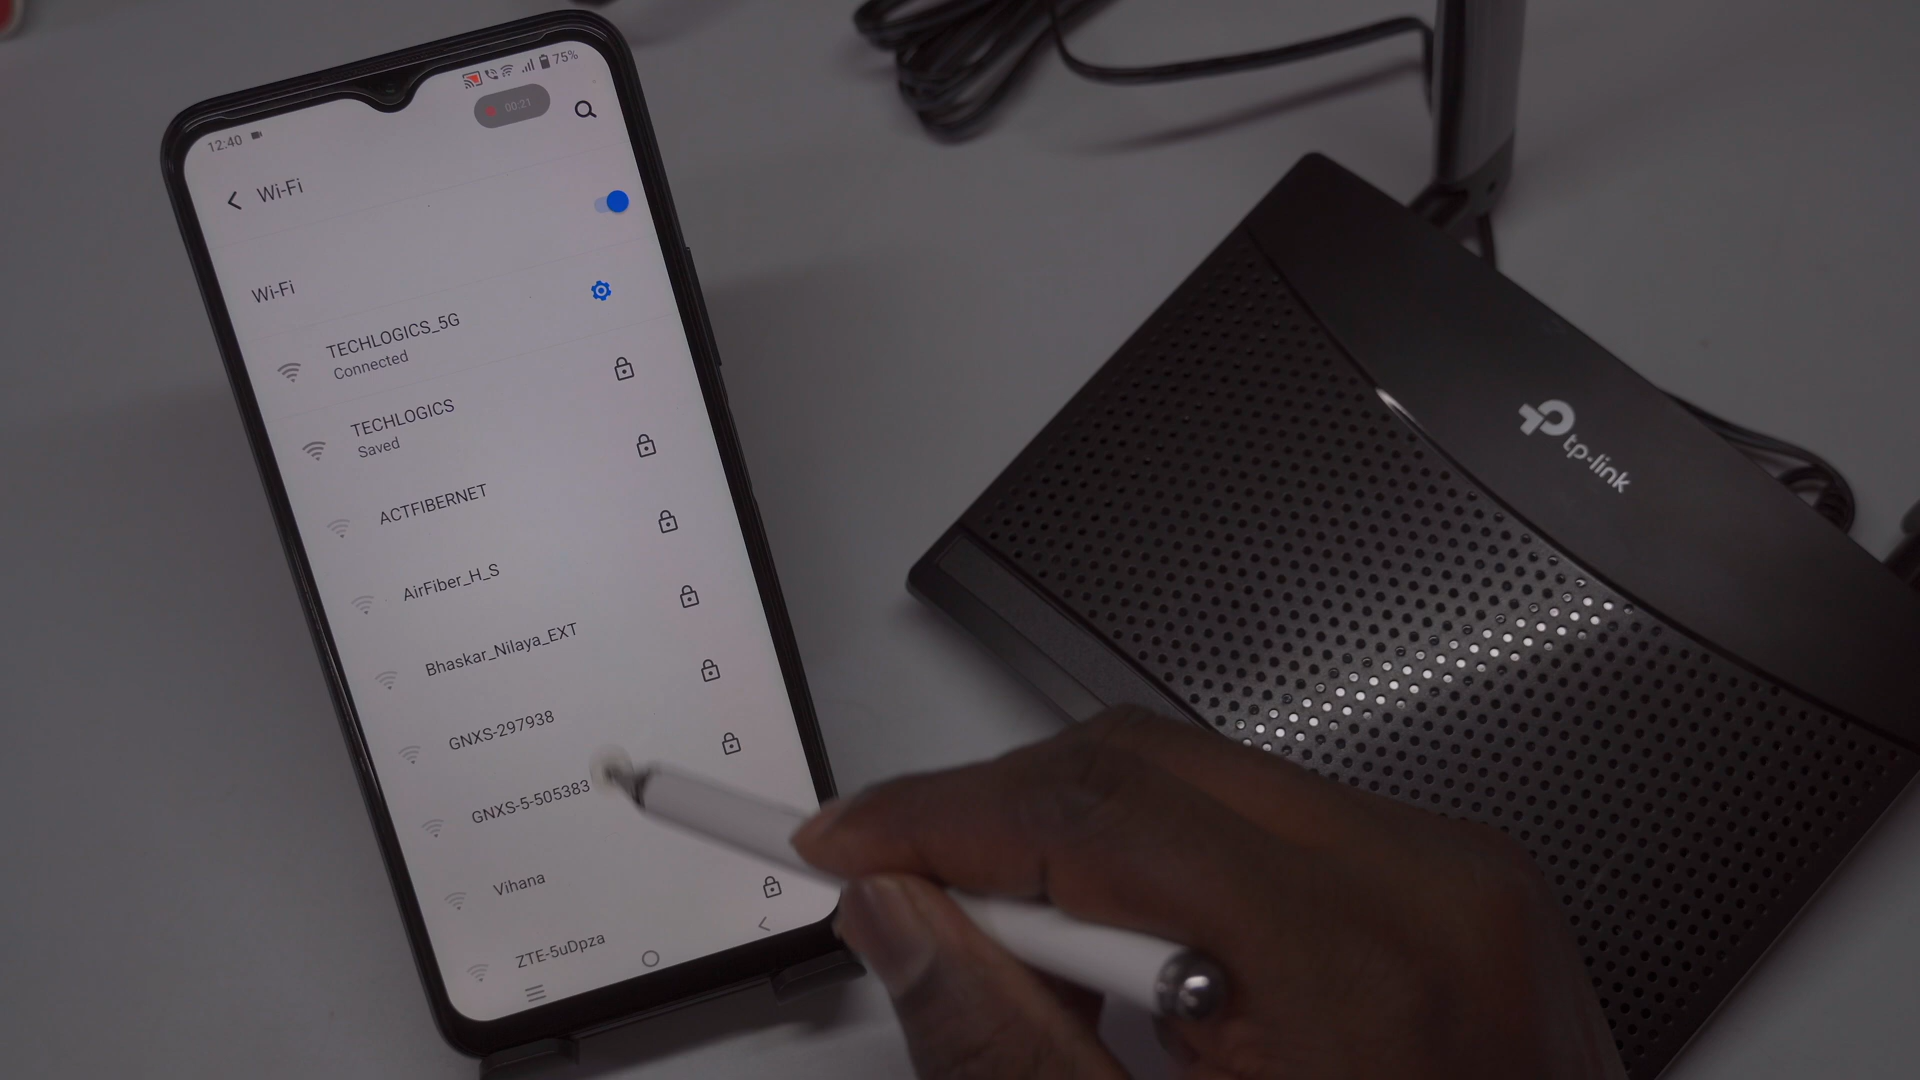 12:40
75%
00:21
Wi-Fi
Wi-Fi
TECHLOGICS_5G
Connected
TECHLOGICS
Saved
ACTFIBERNET
AirFiber_H_S
Bhaskar_Nilaya_EXT
GNXS-297938
GNXS-5-505383
Vihana
ZTE-5uDpza
tp-link